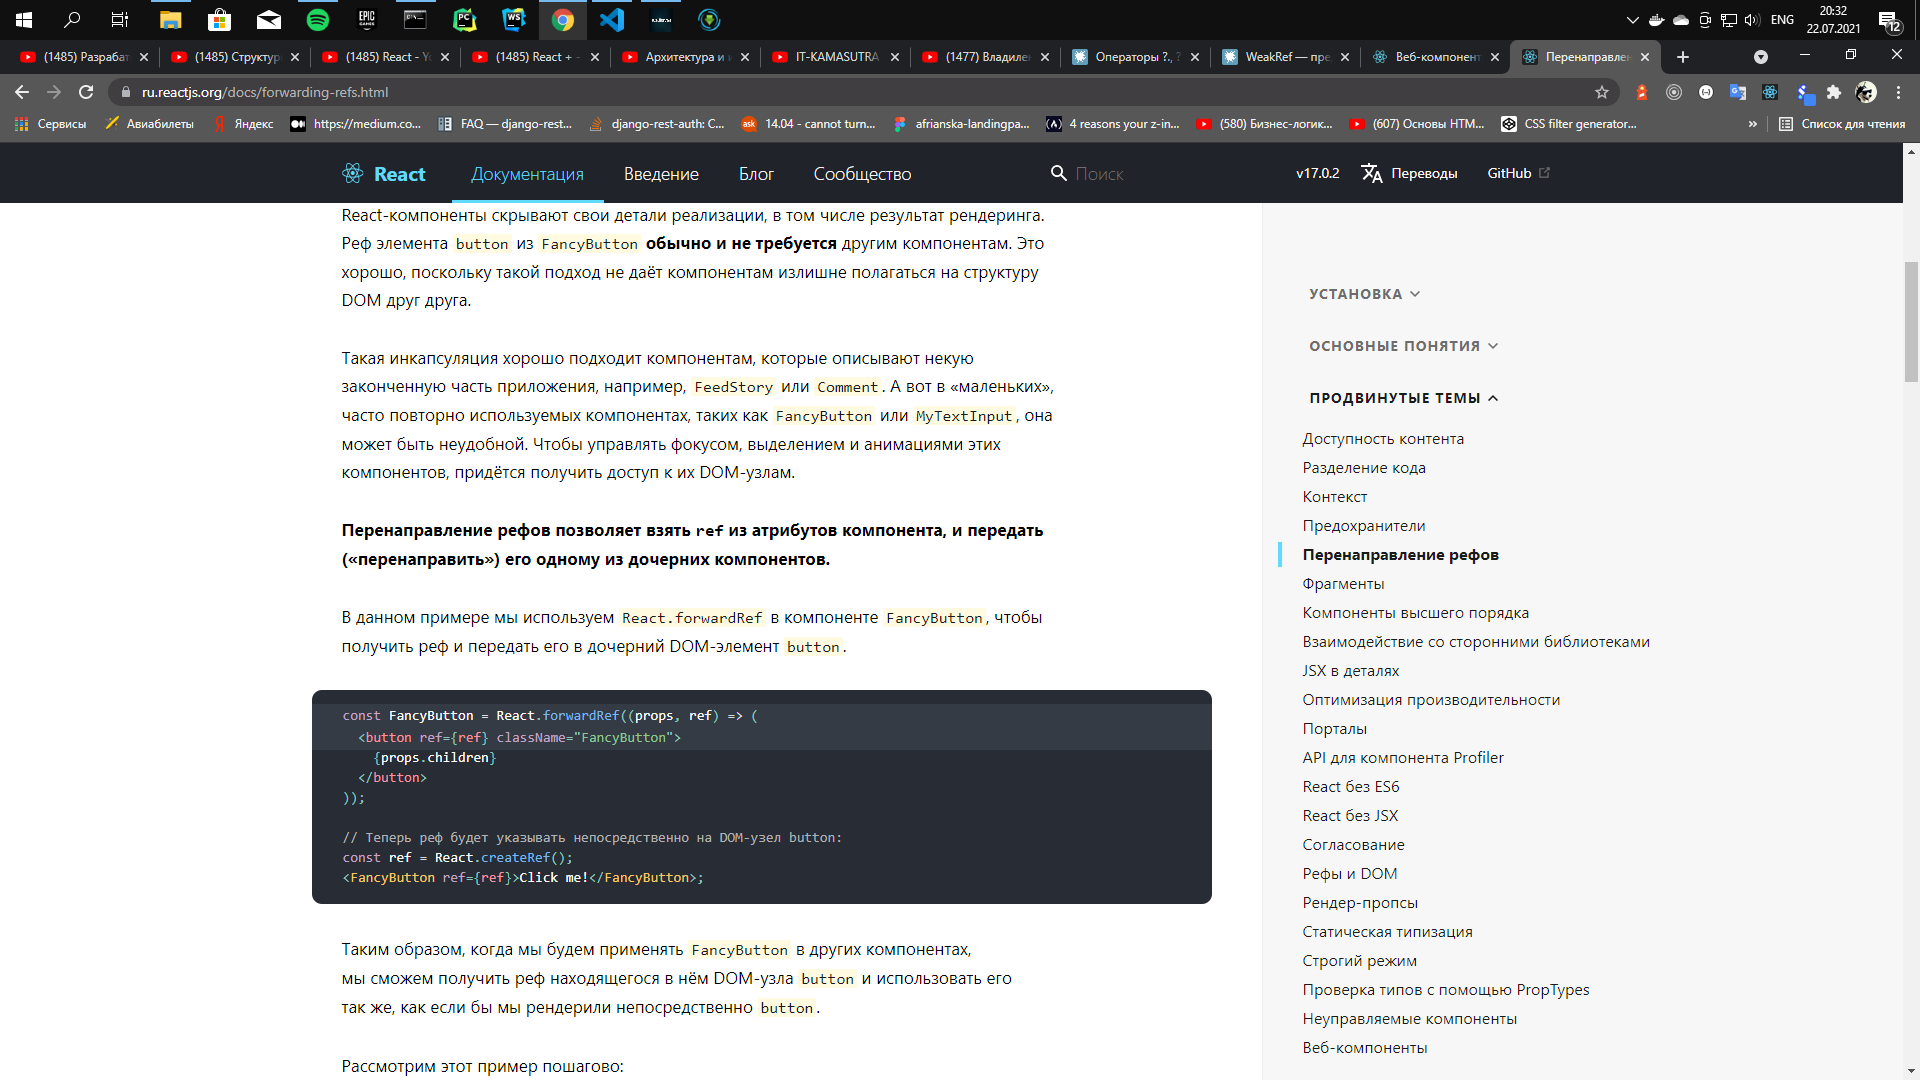 ENG
20:32
22.07.2021
12
(1485) Разрабат
(1485) Структур
(1485) React - Yo
(1485) React + -
Архитектура и и
IT-KAMASUTRA
(1477) Владилен
Операторы ?., ?
WeakRef — пре
Веб-компонент
Перенаправлен
ru.reactjs.org/docs/forwarding-refs.html
Сервисы
Авиабилеты
Яндекс
https://medium.co...
FAQ — django-rest...
django-rest-auth: C...
14.04 - cannot turn...
afrianska-landingpa...
4 reasons your z-in...
(580) Бизнес-логик...
(607) Основы HTM...
CSS filter generator...
»
Список для чтения
React
Документация
Введение
Блог
Сообщество
Поиск
v17.0.2
Переводы
GitHub
React-компоненты скрывают свои детали реализации, в том числе результат рендеринга.
Реф элемента button из FancyButton обычно и не требуется другим компонентам. Это
хорошо, поскольку такой подход не даёт компонентам излишне полагаться на структуру
DOM друг друга.
Такая инкапсуляция хорошо подходит компонентам, которые описывают некую
законченную часть приложения, например, FeedStory или Comment. А вот в «маленьких»,
часто повторно используемых компонентах, таких как FancyButton или MyTextInput, она
может быть неудобной. Чтобы управлять фокусом, выделением и анимациями этих
компонентов, придётся получить доступ к их DOM-узлам.
Перенаправление рефов позволяет взять ref из атрибутов компонента, и передать
(«перенаправить») его одному из дочерних компонентов.
В данном примере мы используем React.forwardRef в компоненте FancyButton, чтобы
получить реф и передать его в дочерний DOM-элемент button.
const FancyButton = React.forwardRef((props, ref) => (
<button ref={ref} className="FancyButton">
{props.children}
</button>
));
// Теперь реф будет указывать непосредственно на DOM-узел button:
const ref = React.createRef();
<FancyButton ref={ref}>Click me!</FancyButton>;
Таким образом, когда мы будем применять FancyButton в других компонентах,
мы сможем получить реф находящегося в нём DOM-узла button и использовать его
так же, как если бы мы рендерили непосредственно button.
Рассмотрим этот пример пошагово:
УСТАНОВКА
ОСНОВНЫЕ ПОНЯТИЯ
ПРОДВИНУТЫЕ ТЕМЫ
Доступность контента
Разделение кода
Контекст
Предохранители
Перенаправление рефов
Фрагменты
Компоненты высшего порядка
Взаимодействие со сторонними библиотеками
JSX в деталях
Оптимизация производительности
Порталы
API для компонента Profiler
React без ES6
React без JSX
Согласование
Рефы и DOM
Рендер-пропсы
Статическая типизация
Строгий режим
Проверка типов с помощью PropTypes
Неуправляемые компоненты
Веб-компоненты